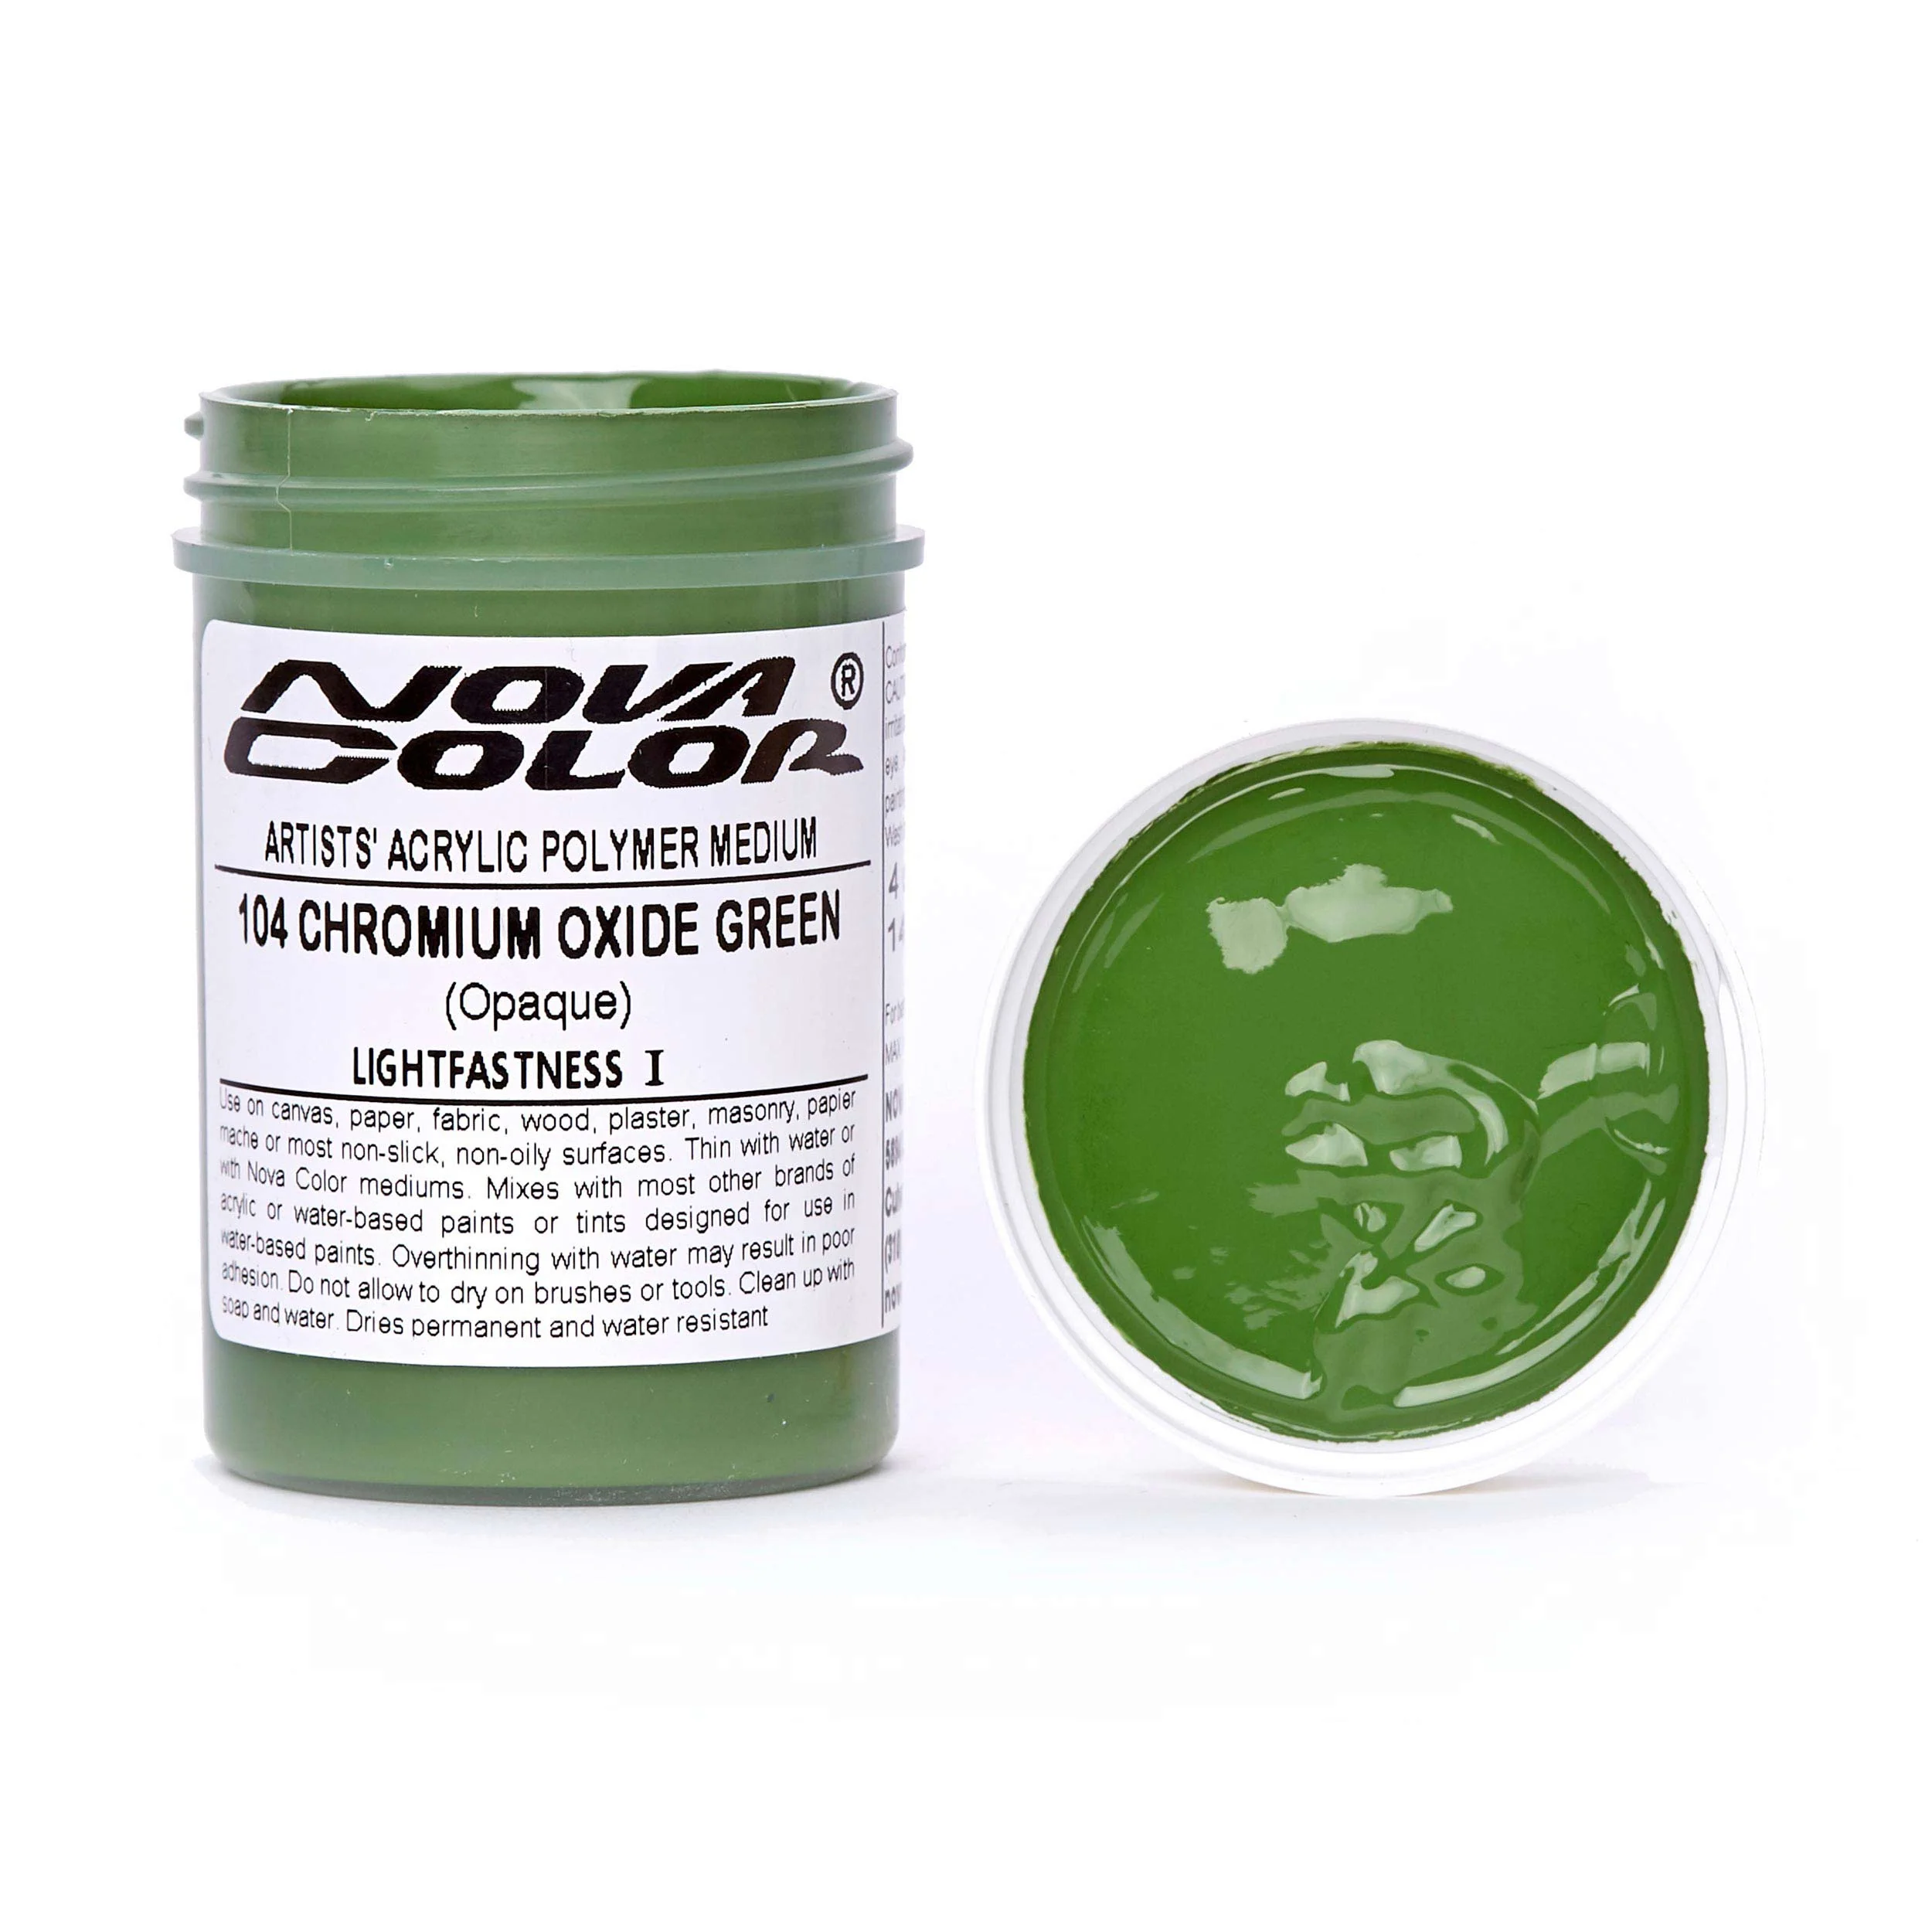 NOVA ®
COLOR
ARTISTS' ACRYLIC POLYMER MEDIUM
104 CHROMIUM OXIDE GREEN
(Opaque)
LIGHTFASTNESS I
Use on canvas, paper, fabric, wood, plaster, masonry, papier
mache or most non-slick, non-oily surfaces. Thin with water or
with Nova Color mediums. Mixes with most other brands of
acrylic or water-based paints or tints designed for use in
water-based paints. Overthinning with water may result in poor
adhesion. Do not allow to dry on brushes or tools. Clean up with
soap and water. Dries permanent and water resistant